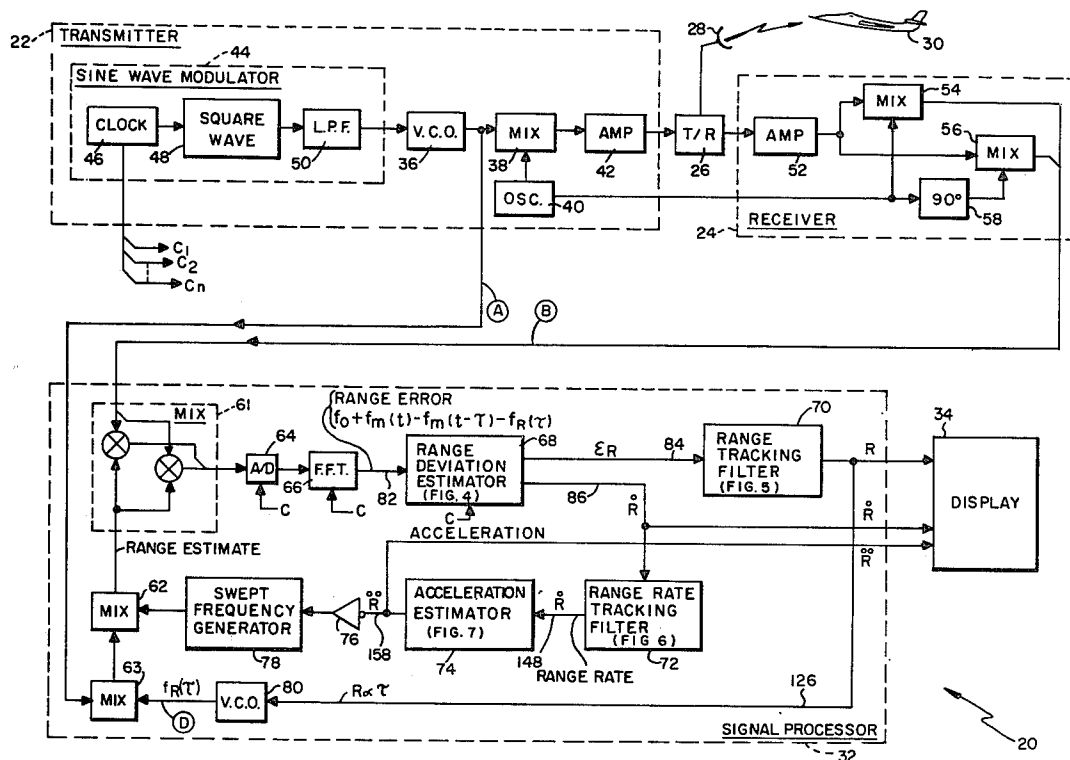 22
TRANSMITTER
44
SINE WAVE MODULATOR
CLOCK
46
SQUARE
WAVE
48
L.P.F.
50
V.C.O.
36
MIX
38
AMP
42
OSC.
40
T/R
26
28
30
AMP
52
MIX
54
56
MIX
90°
58
24
RECEIVER
C1
C2
Cn
A
B
MIX
61
64
A/D
C
F.F.T.
66
C
RANGE ERROR
f0+fm(t)-fm(t-τ)-fR(τ)
82
RANGE
DEVIATION
ESTIMATOR
(FIG. 4)
68
C
ƐR
84
86
Ṙ
70
RANGE
TRACKING
FILTER
(FIG. 5)
R
Ṙ
R̈
34
DISPLAY
ACCELERATION
RANGE ESTIMATE
62
MIX
SWEPT
FREQUENCY
GENERATOR
78
76
R̈
158
ACCELERATION
ESTIMATOR
(FIG. 7)
74
Ṙ
148
RANGE RATE
RANGE RATE
TRACKING
FILTER
(FIG 6)
72
63
MIX
fR(τ)
D
V.C.O.
80
R∝τ
126
SIGNAL PROCESSOR
32
20